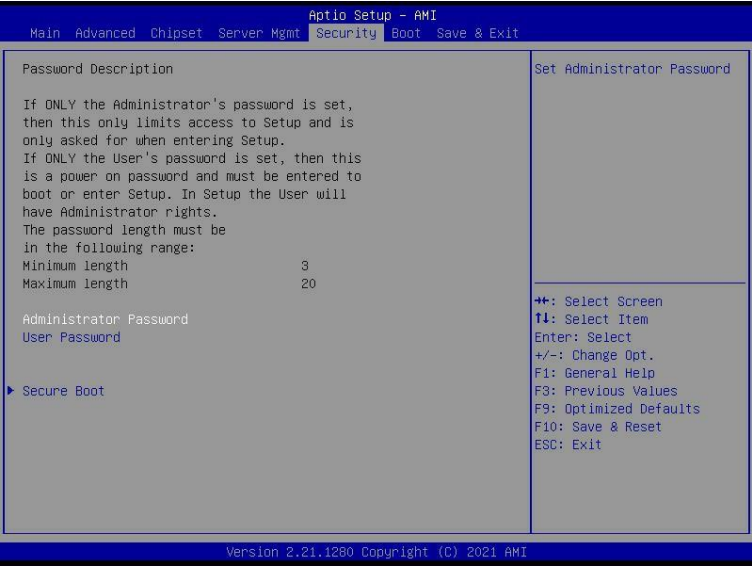 Aptio Setup – AMI
Main Advanced Chipset Server Mgmt Security Boot Save & Exit
Password Description
If ONLY the Administrator's password is set,
then this only limits access to Setup and is
only asked for when entering Setup.
If ONLY the User's password is set, then this
is a power on password and must be entered to
boot or enter Setup. In Setup the User will
have Administrator rights.
The password length must be
in the following range:
Minimum length 3
Maximum length 20
Administrator Password
User Password
Secure Boot
Set Administrator Password
→←: Select Screen
↑↓: Select Item
Enter: Select
+/-: Change Opt.
F1: General Help
F3: Previous Values
F9: Optimized Defaults
F10: Save & Reset
ESC: Exit
Version 2.21.1280 Copyright (C) 2021 AMI